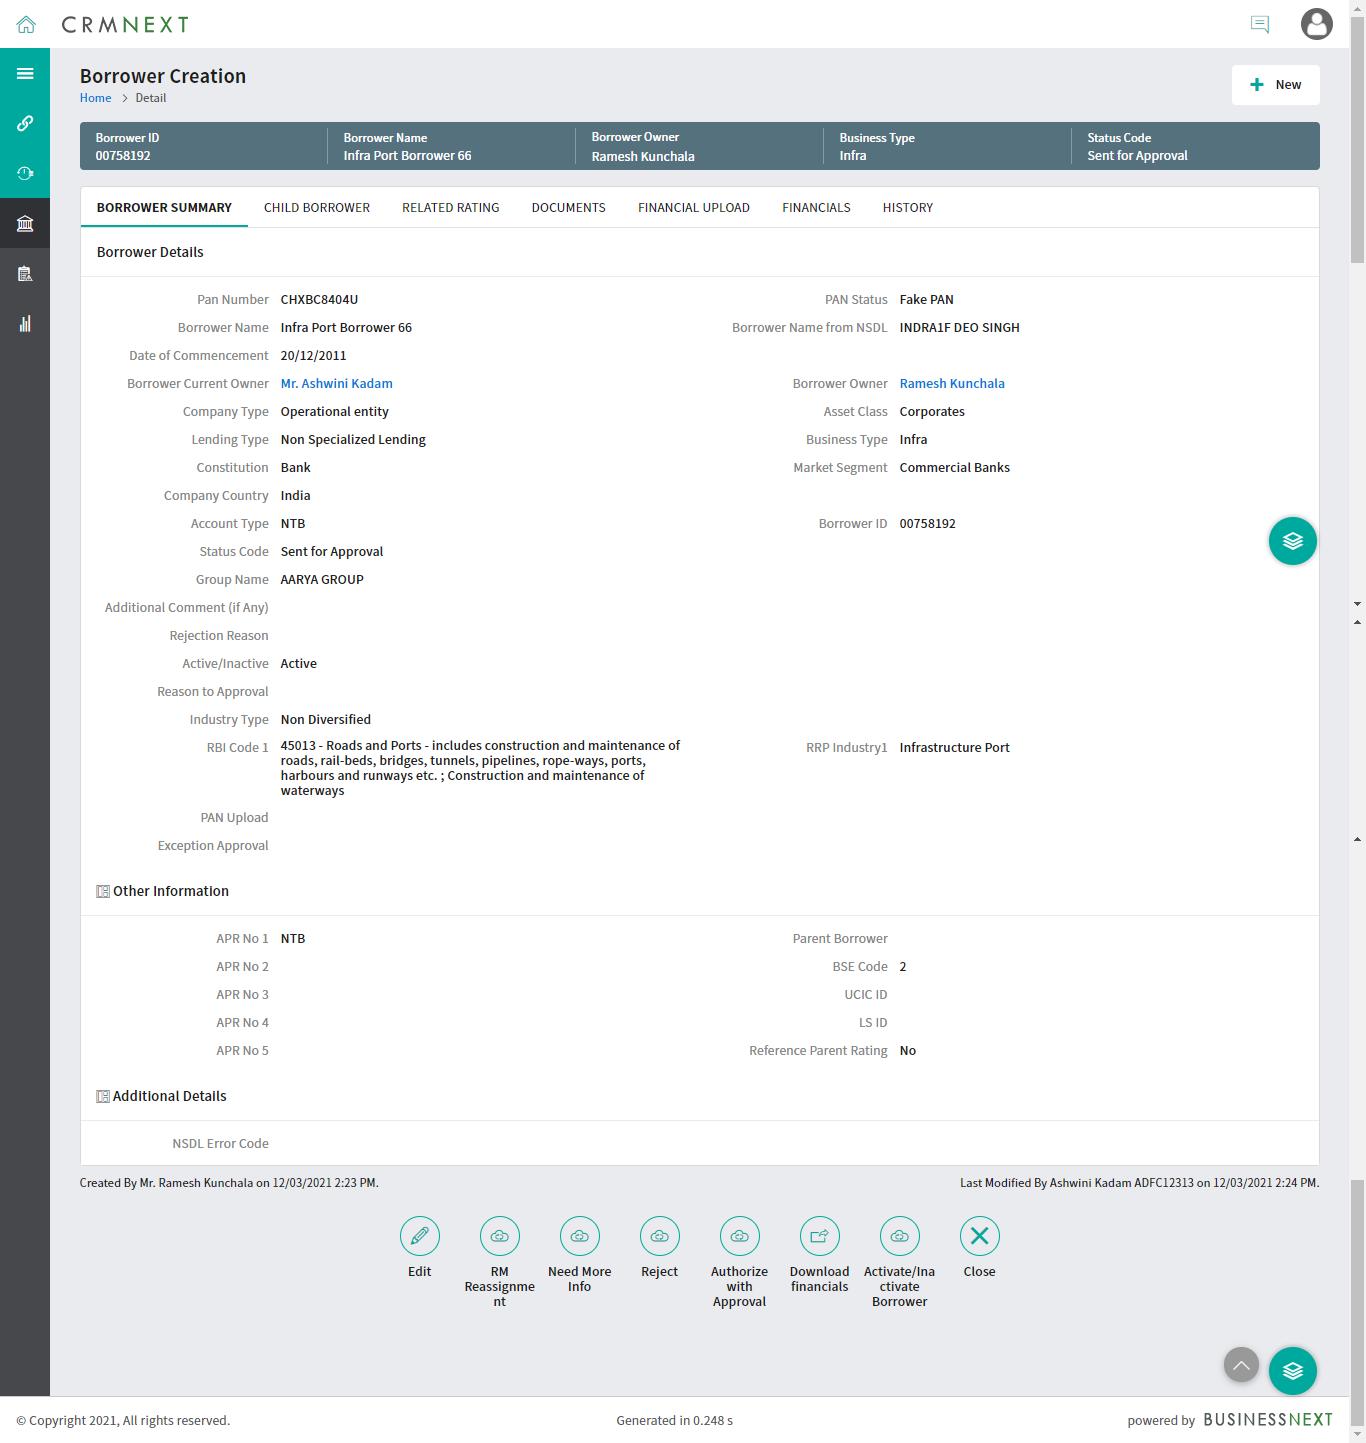 CRMNEXT
Borrower Creation
Home > Detail
New
Borrower ID
00758192
Borrower Name
Infra Port Borrower 66
Borrower Owner
Ramesh Kunchala
Business Type
Infra
Status Code
Sent for Approval
BORROWER SUMMARY CHILD BORROWER RELATED RATING DOCUMENTS FINANCIAL UPLOAD FINANCIALS HISTORY
Borrower Details
Pan Number CHXBC8404U PAN Status Fake PAN
Borrower Name Infra Port Borrower 66 Borrower Name from NSDL INDRA1F DEO SINGH
Date of Commencement 20/12/2011
Borrower Current Owner Mr. Ashwini Kadam Borrower Owner Ramesh Kunchala
Company Type Operational entity Asset Class Corporates
Lending Type Non Specialized Lending Business Type Infra
Constitution Bank Market Segment Commercial Banks
Company Country India
Account Type NTB Borrower ID 00758192
Status Code Sent for Approval
Group Name AARYA GROUP
Additional Comment (if Any)
Rejection Reason
Active/Inactive Active
Reason to Approval
Industry Type Non Diversified
RBI Code 1 45013 - Roads and Ports - includes construction and maintenance of RRP Industry1 Infrastructure Port
roads, rail-beds, bridges, tunnels, pipelines, rope-ways, ports,
harbours and runways etc. ; Construction and maintenance of
waterways
PAN Upload
Exception Approval
Other Information
APR No 1 NTB Parent Borrower
APR No 2 BSE Code 2
APR No 3 UCIC ID
APR No 4 LS ID
APR No 5 Reference Parent Rating No
Additional Details
NSDL Error Code
Created By Mr. Ramesh Kunchala on 12/03/2021 2:23 PM. Last Modified By Ashwini Kadam ADFC12313 on 12/03/2021 2:24 PM.
Edit
RM
Reassignme
nt
Need More
Info
Reject
Authorize
with
Approval
Download
financials
Activate/Ina
ctivate
Borrower
Close
© Copyright 2021, All rights reserved. Generated in 0.248 s powered by BUSINESSNEXT